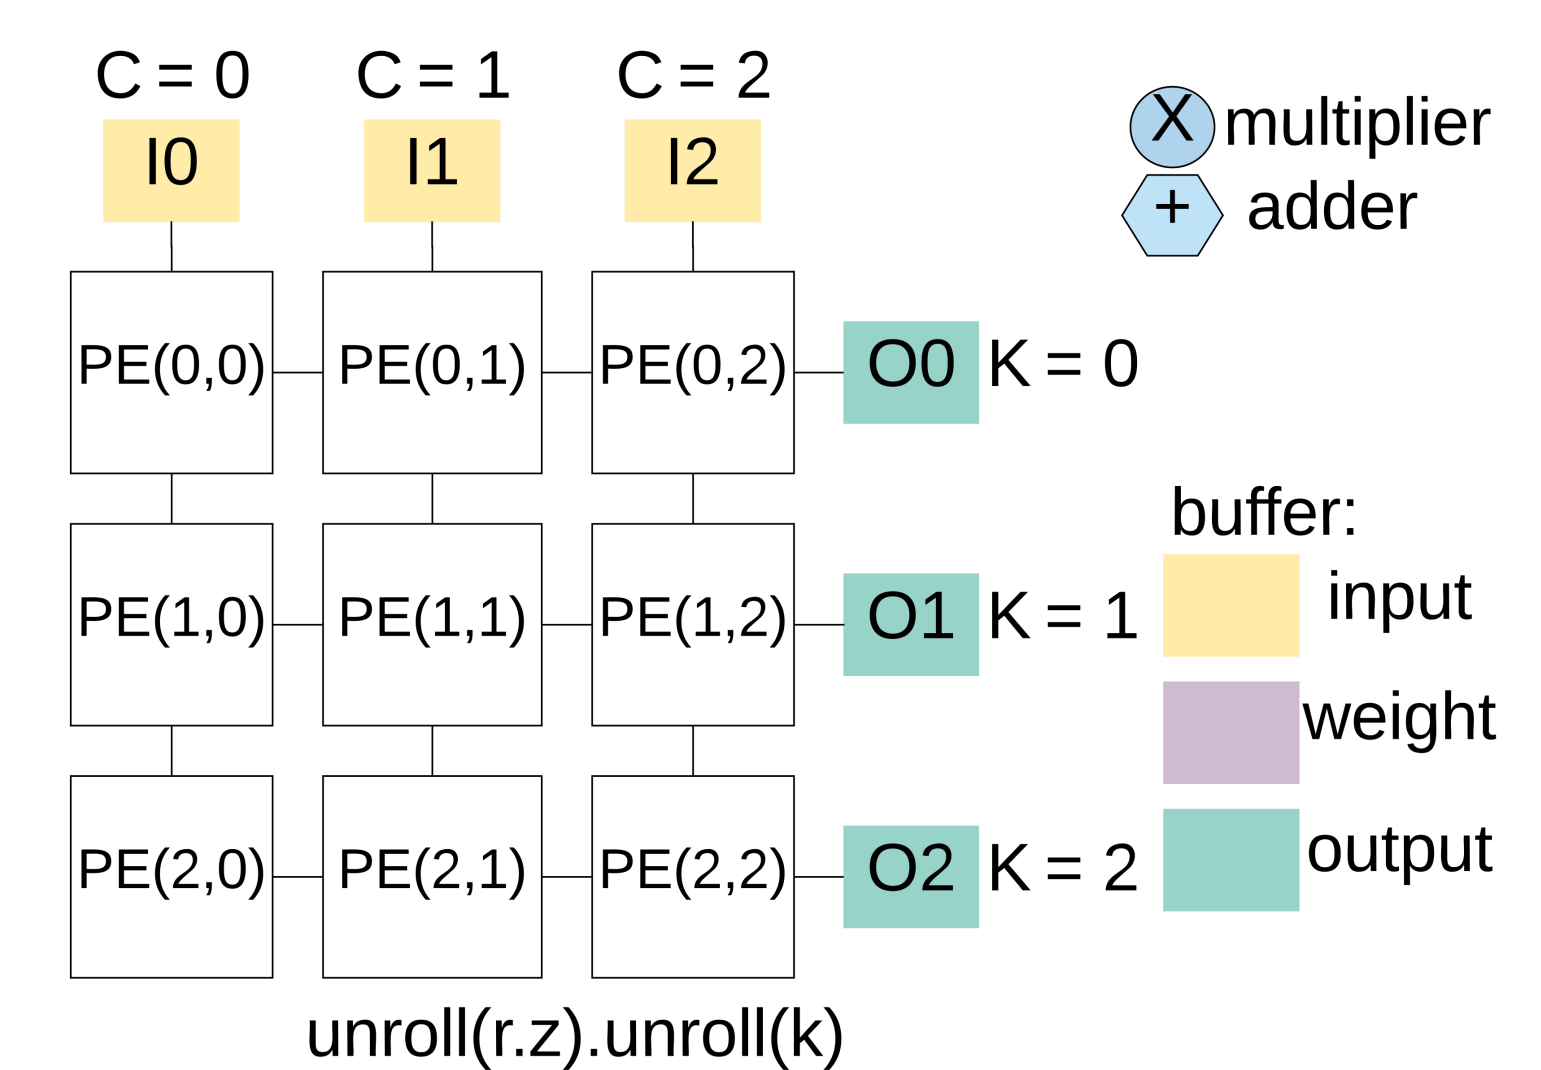 C = 0 C = 1 C = 2
I0 I1 I2
X multiplier
+ adder
PE(0,0) PE(0,1) PE(0,2) O0 K = 0
buffer:
input
PE(1,0) PE(1,1) PE(1,2) O1 K = 1
weight
output
PE(2,0) PE(2,1) PE(2,2) O2 K = 2
unroll(r.z).unroll(k)